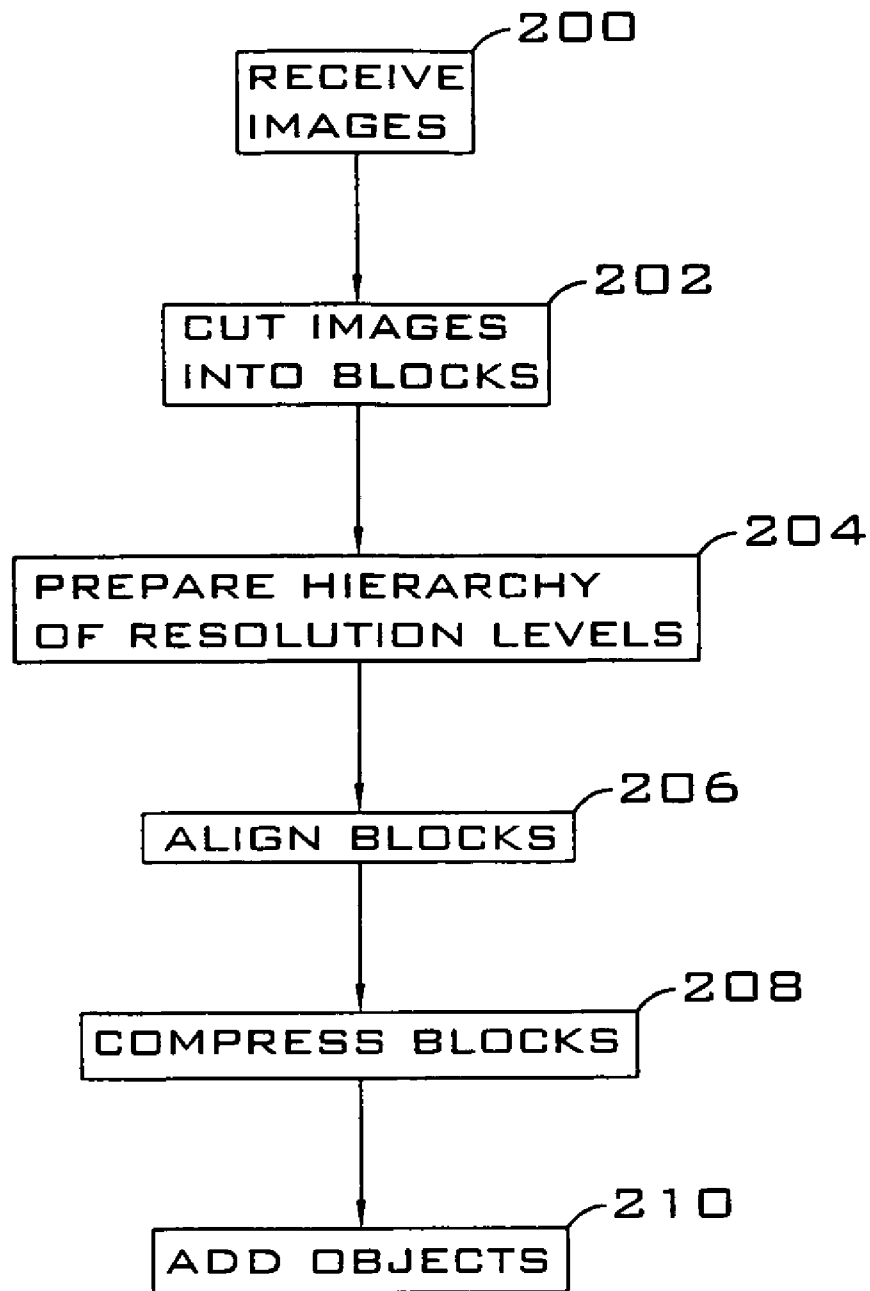 200
RECEIVE
IMAGES
202
CUT IMAGES
INTO BLOCKS
204
PREPARE HIERARCHY
OF RESOLUTION LEVELS
206
ALIGN BLOCKS
208
COMPRESS BLOCKS
210
ADD OBJECTS